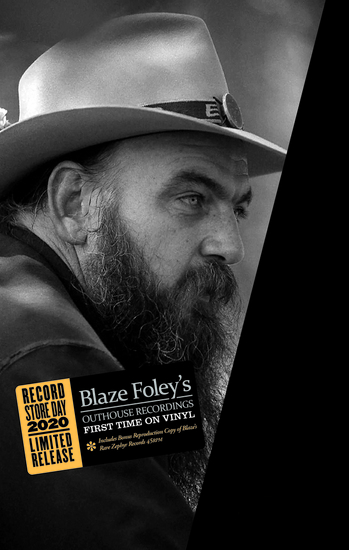 RECORD
STORE DAY
2020
LIMITED
RELEASE
Blaze Foley's
OUTHOUSE RECORDINGS
FIRST TIME ON VINYL
* Includes Bonus Reproduction Copy of Blaze's
Rare Zephyr Records 45RPM